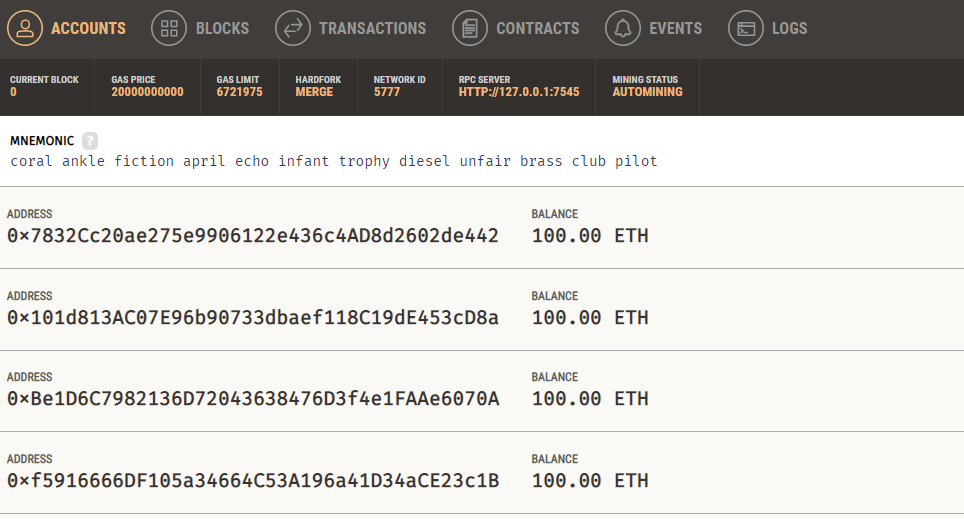 ACCOUNTS BLOCKS TRANSACTIONS CONTRACTS EVENTS LOGS
CURRENT BLOCK GAS PRICE GAS LIMIT HARDFORK NETWORK ID RPC SERVER MINING STATUS
0 20000000000 6721975 MERGE 5777 HTTP://127.0.0.1:7545 AUTOMINING
MNEMONIC ?
coral ankle fiction april echo infant trophy diesel unfair brass club pilot
ADDRESS BALANCE
0×7832Cc20ae275e9906122e436c4AD8d2602de442 100.00 ETH
ADDRESS BALANCE
0×101d813AC07E96b90733dbaef118C19dE453cD8a 100.00 ETH
ADDRESS BALANCE
0×Be1D6C7982136D72043638476D3f4e1FAAe6070A 100.00 ETH
ADDRESS BALANCE
0×f5916666DF105a34664C53A196a41D34aCE23c1B 100.00 ETH